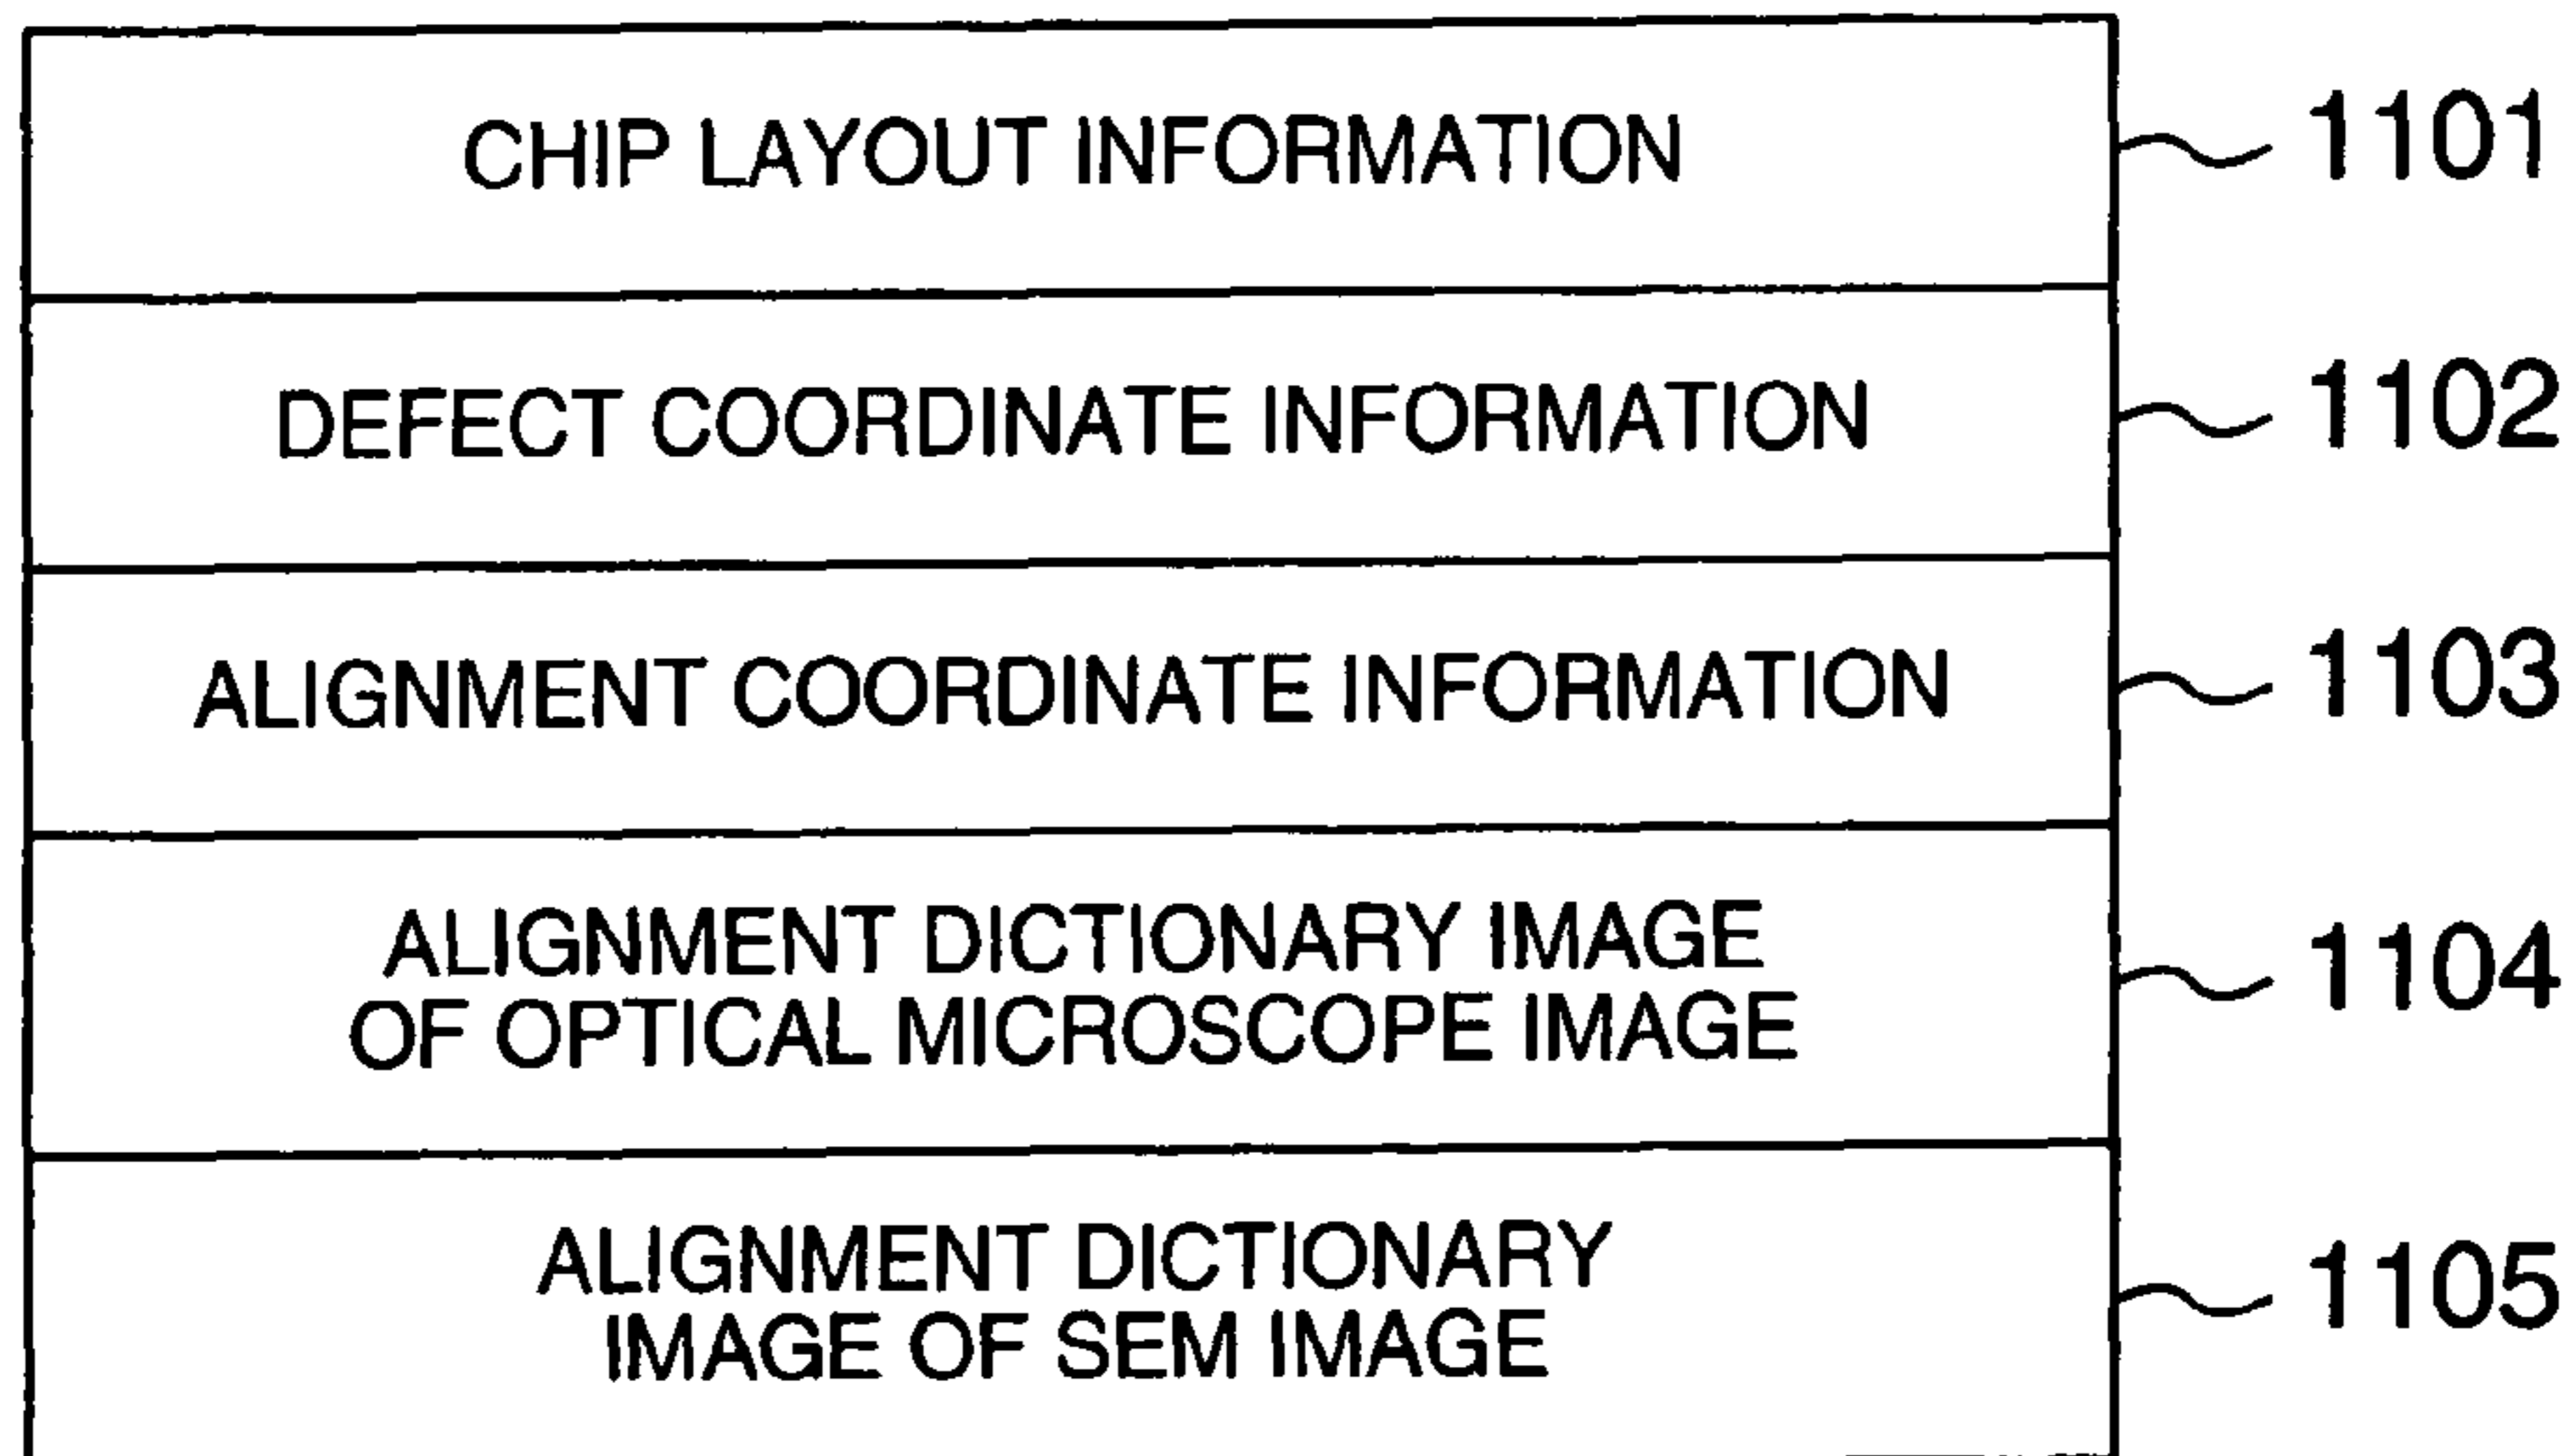 CHIP LAYOUT INFORMATION 1101
DEFECT COORDINATE INFORMATION 1102
ALIGNMENT COORDINATE INFORMATION 1103
ALIGNMENT DICTIONARY IMAGE
OF OPTICAL MICROSCOPE IMAGE 1104
ALIGNMENT DICTIONARY
IMAGE OF SEM IMAGE 1105